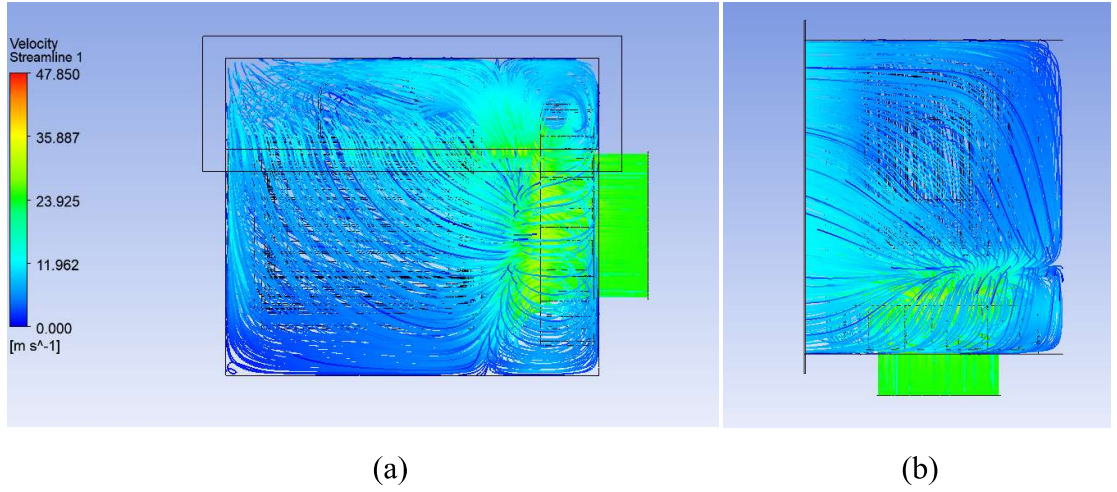 Velocity
Streamline 1
47.850
35.887
23.925
11.962
0.000
[m s^-1]
(a)
(b)